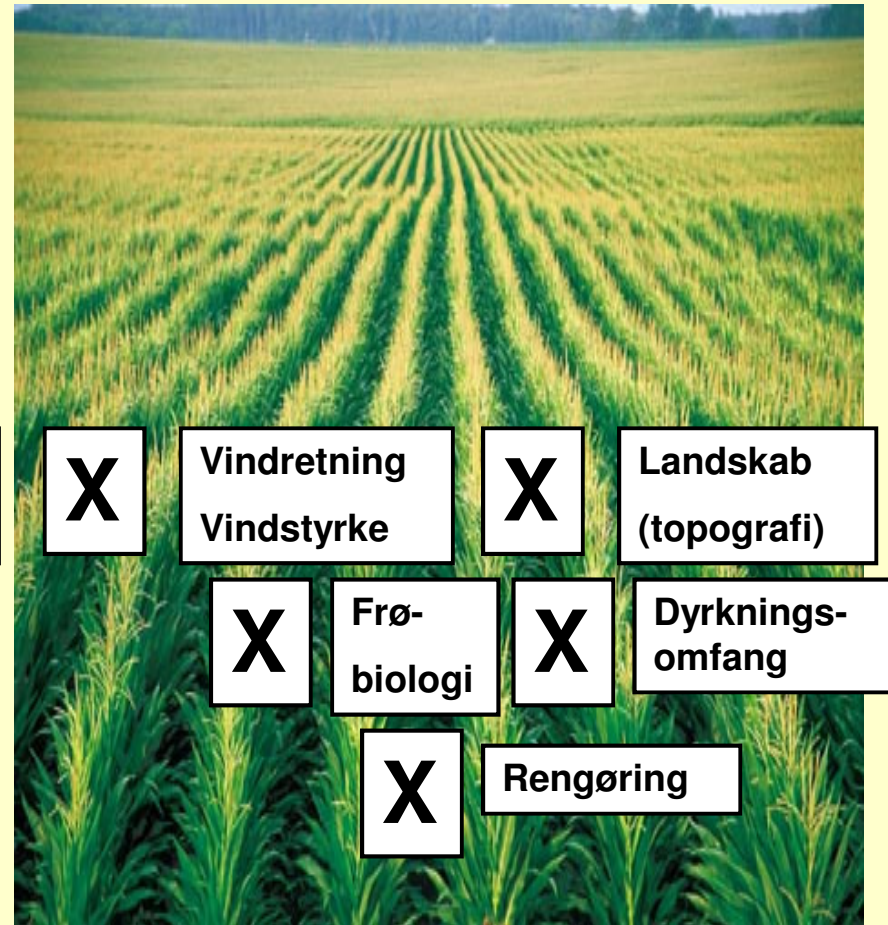 X
Vindretning
Vindstyrke
X
Landskab
(topografi)
X
Frø-
biologi
X
Dyrknings-
omfang
X
Rengøring